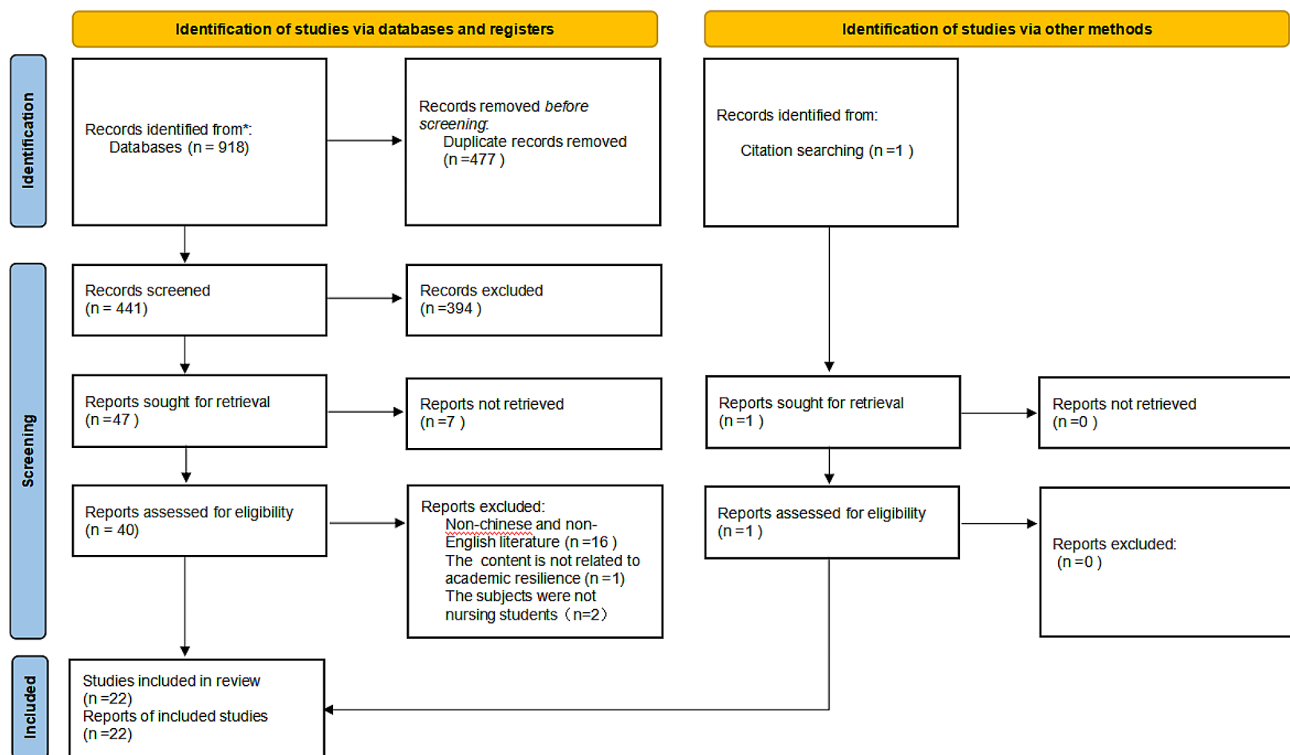 Identification of studies via databases and registers
Identification of studies via other methods
Identification
Records identified from*:
Databases (n = 918)
Records removed before
screening:
Duplicate records removed
(n =477 )
Records identified from:
Citation searching (n =1 )
Screening
Records screened
(n = 441)
Records excluded
(n =394 )
Reports sought for retrieval
(n =47 )
Reports not retrieved
(n =7 )
Reports sought for retrieval
(n =1 )
Reports not retrieved
(n =0 )
Reports assessed for eligibility
(n = 40)
Reports excluded:
Non-chinese and non-
English literature (n =16 )
The content is not related to
academic resilience (n =1)
The subjects were not
nursing students（n=2）
Reports assessed for eligibility
(n =1 )
Reports excluded:
(n =0 )
Included
Studies included in review
(n =22)
Reports of included studies
(n =22)